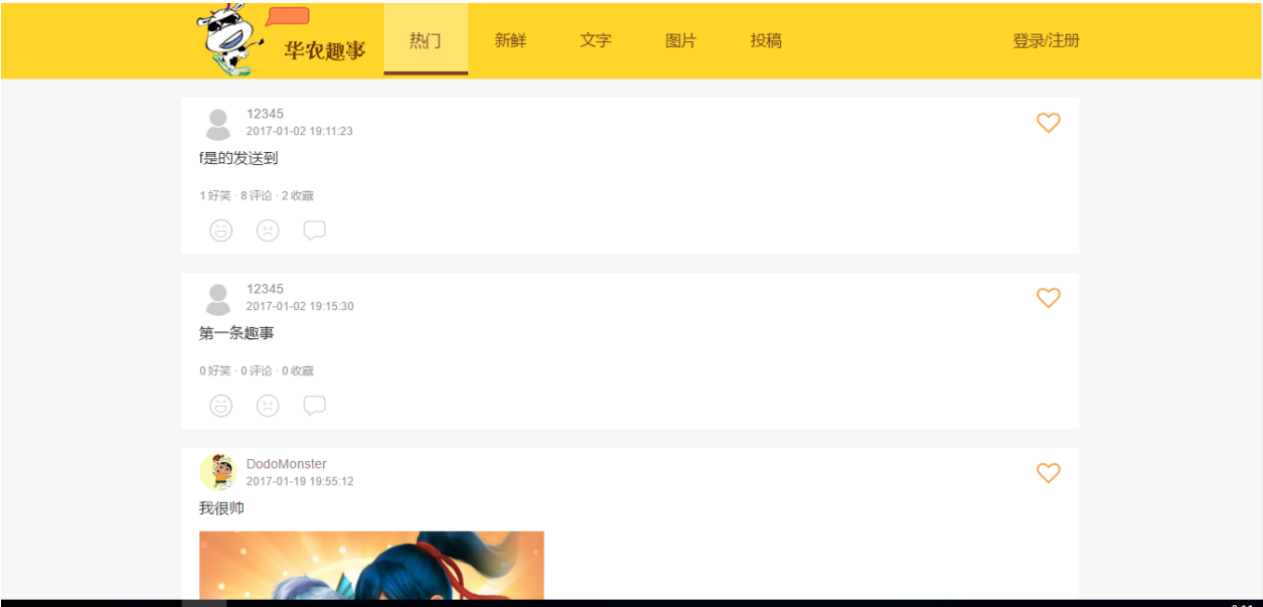 华农趣事 热门 新鲜 文字 图片 投稿 登录/注册
12345
2017-01-02 19:11:23
f是的发送到
1 好笑 · 8 评论 · 2 收藏
12345
2017-01-02 19:15:30
第一条趣事
0 好笑 · 0 评论 · 0 收藏
DodoMonster
2017-01-19 19:55:12
我很帅